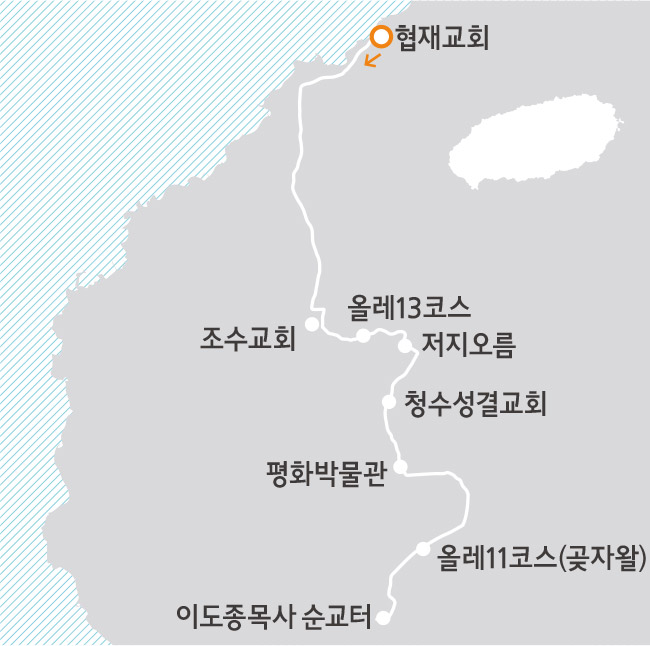 협재교회
올레13코스
조수교회
저지오름
청수성결교회
평화박물관
올레11코스(곶자왈)
이도종목사 순교터